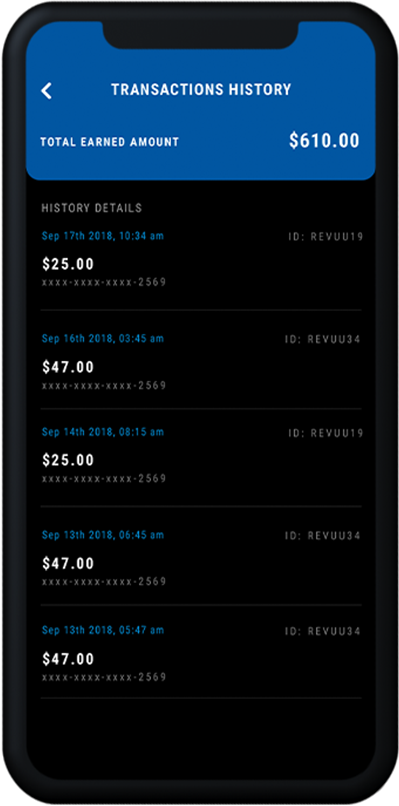 TRANSACTIONS HISTORY
TOTAL EARNED AMOUNT $610.00
HISTORY DETAILS
Sep 17th 2018, 10:34 am ID: REVUU19
$25.00
xxxx-xxxx-xxxx-2569
Sep 16th 2018, 03:45 am ID: REVUU34
$47.00
xxxx-xxxx-xxxx-2569
Sep 14th 2018, 08:15 am ID: REVUU19
$25.00
xxxx-xxxx-xxxx-2569
Sep 13th 2018, 06:45 am ID: REVUU34
$47.00
xxxx-xxxx-xxxx-2569
Sep 13th 2018, 05:47 am ID: REVUU34
$47.00
xxxx-xxxx-xxxx-2569